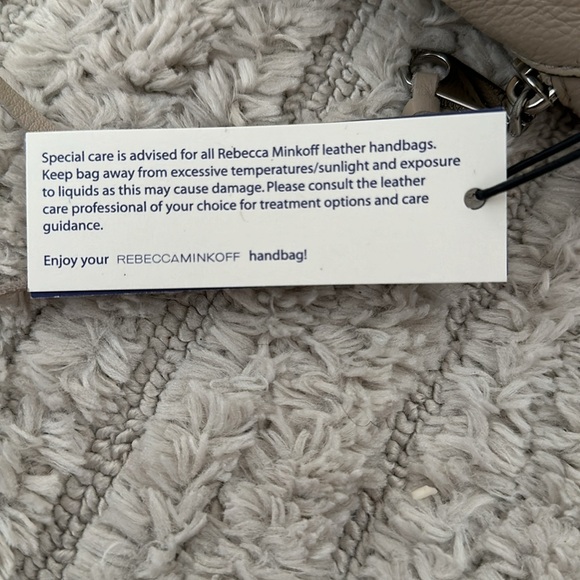 Special care is advised for all Rebecca Minkoff leather handbags.
Keep bag away from excessive temperatures/sunlight and exposure
to liquids as this may cause damage. Please consult the leather
care professional of your choice for treatment options and care
guidance.
Enjoy your REBECCAMINKOFF handbag!